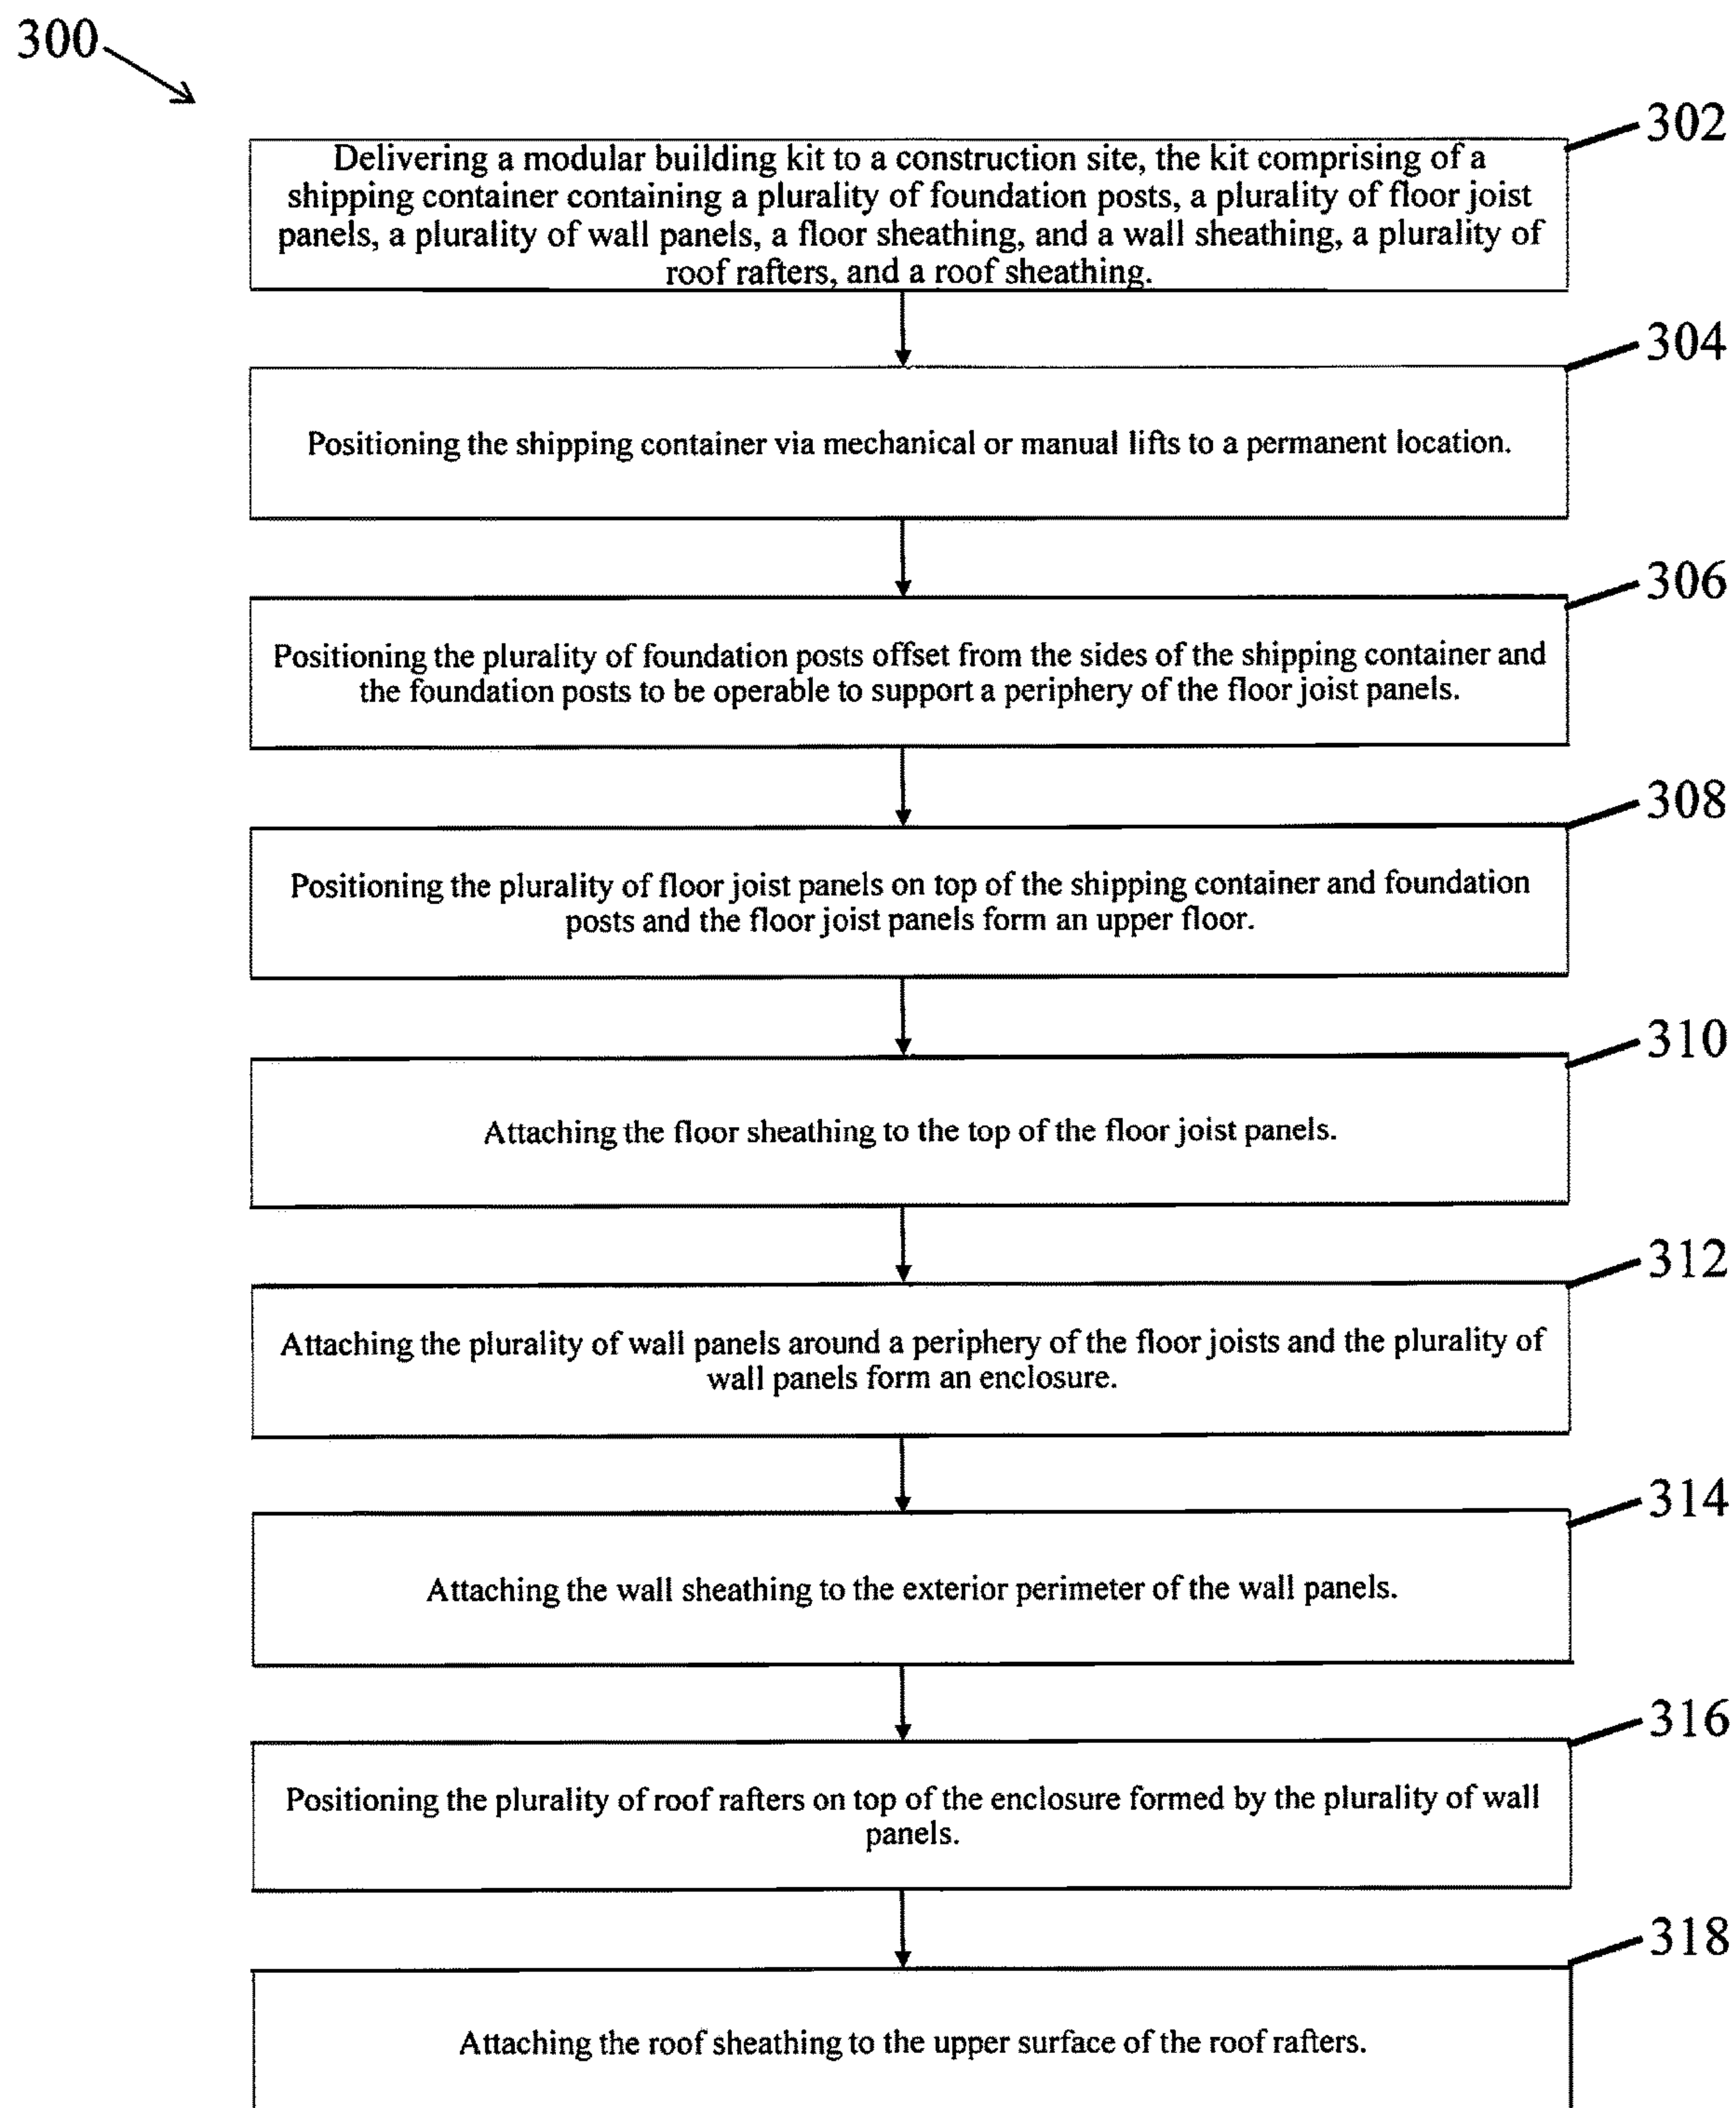 300
302
Delivering a modular building kit to a construction site, the kit comprising of a
shipping container containing a plurality of foundation posts, a plurality of floor joist
panels, a plurality of wall panels, a floor sheathing, and a wall sheathing, a plurality of
roof rafters, and a roof sheathing.
304
Positioning the shipping container via mechanical or manual lifts to a permanent location.
306
Positioning the plurality of foundation posts offset from the sides of the shipping container and
the foundation posts to be operable to support a periphery of the floor joist panels.
308
Positioning the plurality of floor joist panels on top of the shipping container and foundation
posts and the floor joist panels form an upper floor.
310
Attaching the floor sheathing to the top of the floor joist panels.
312
Attaching the plurality of wall panels around a periphery of the floor joists and the plurality of
wall panels form an enclosure.
314
Attaching the wall sheathing to the exterior perimeter of the wall panels.
316
Positioning the plurality of roof rafters on top of the enclosure formed by the plurality of wall
panels.
318
Attaching the roof sheathing to the upper surface of the roof rafters.